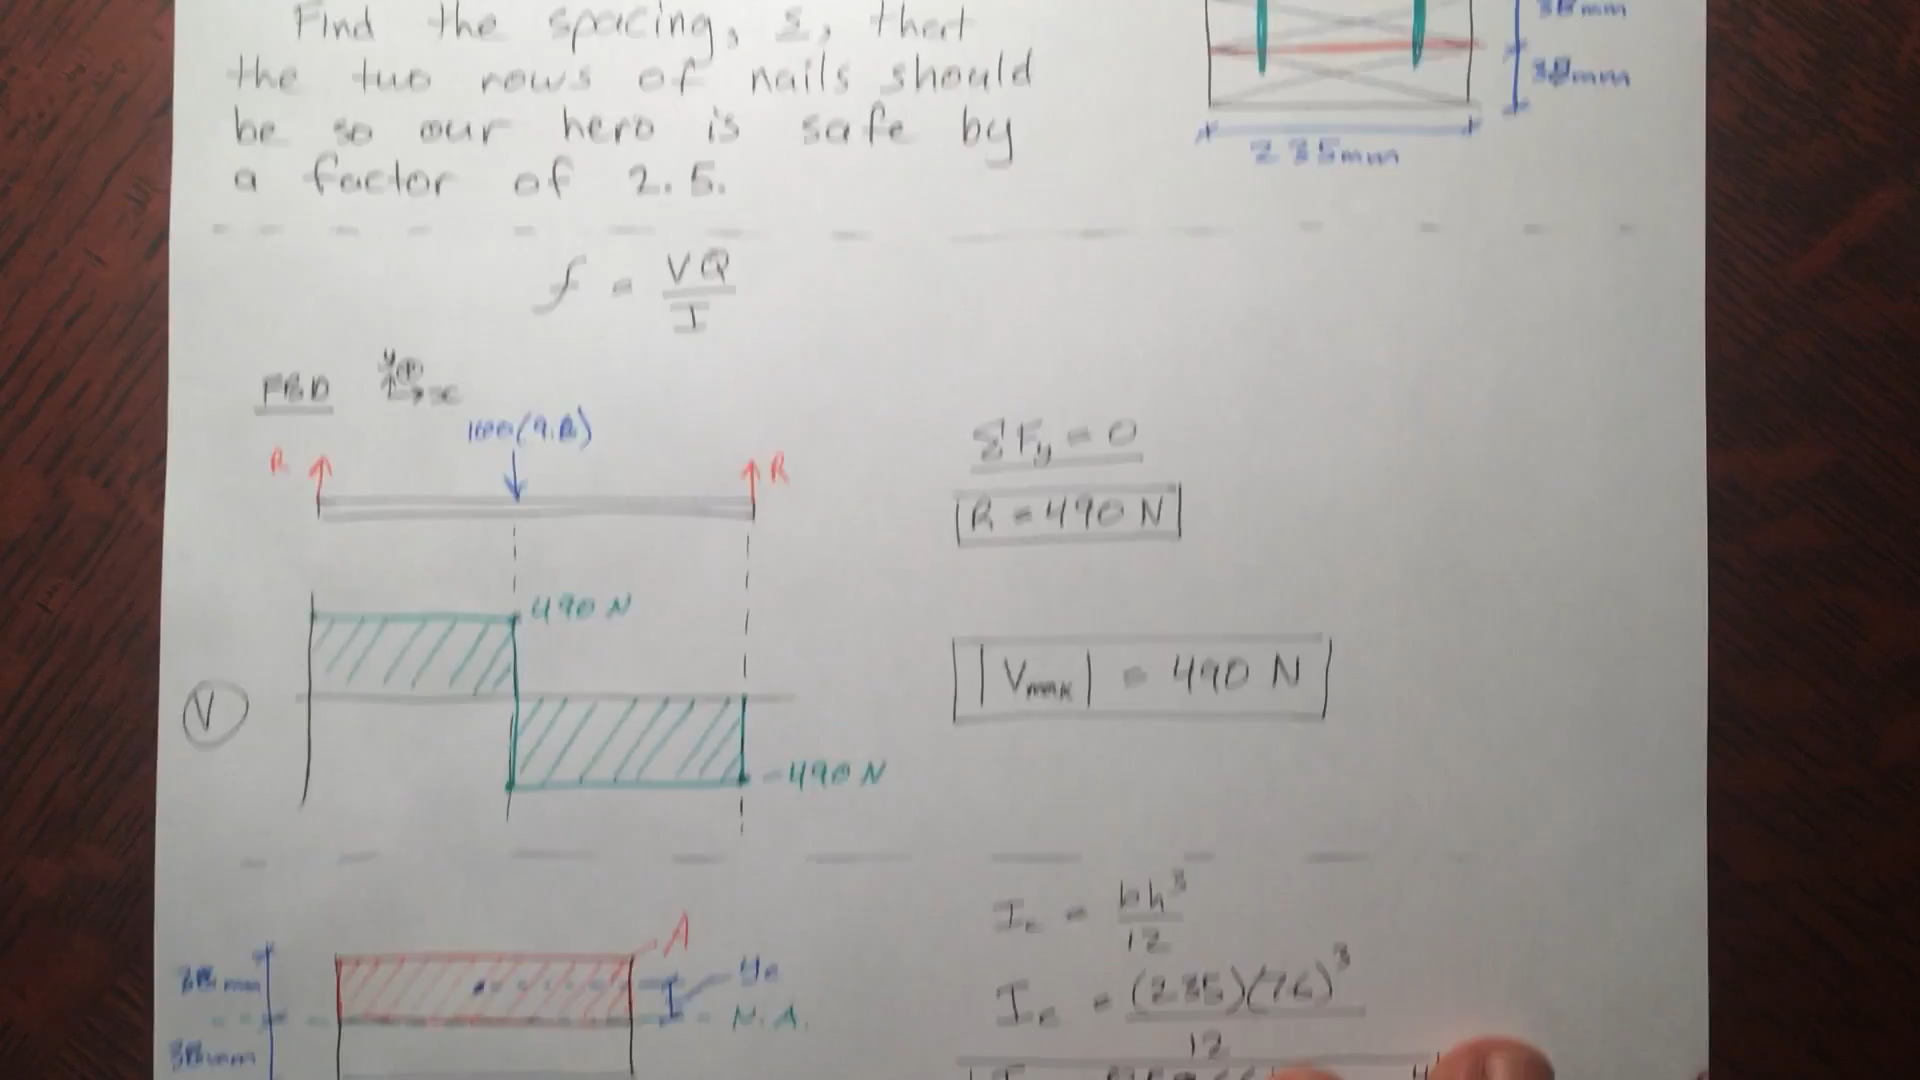 Find the spacing, s, that
the two rows of nails should
be so our hero is safe by
a factor of 2.5.
38mm
38mm
235mm
f = VQ/I
FBD
y
x
100(9.8)
R
R
ΣFy = 0
R = 490 N
490 N
|Vmax| = 490 N
V
-490 N
Ic = bh³/12
A
38mm
yc
Ic = (235)(76)³/12
N.A.
38mm